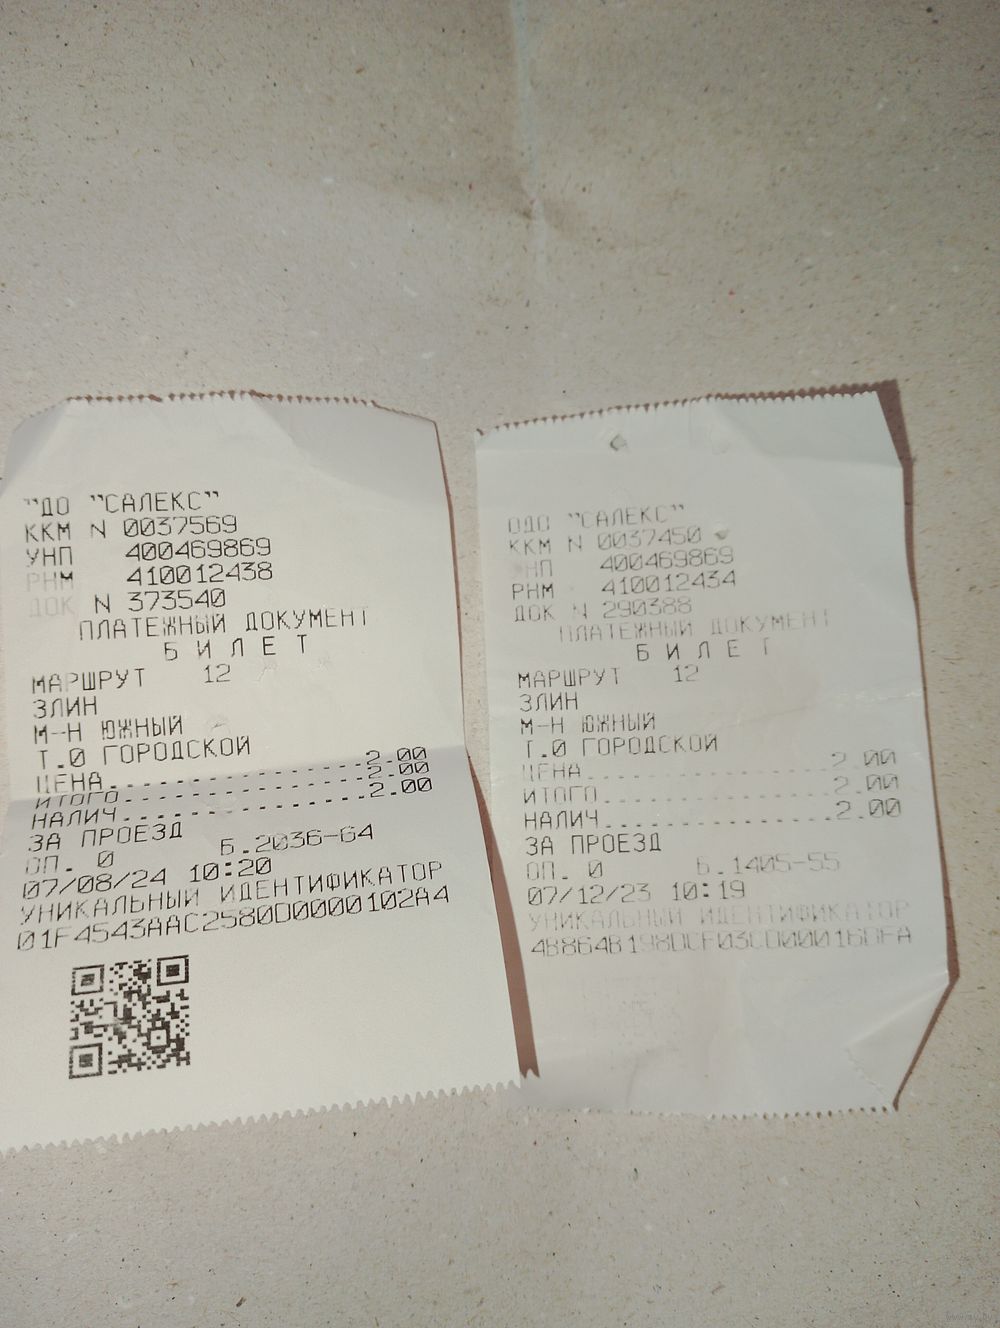 "ДО "САЛЕКС"
ККМ N 0037569
УНП 400469869
РНМ 410012438
ДОК N 373540
ПЛАТЕЖНЫЙ ДОКУМЕНТ
БИЛЕТ
МАРШРУТ 12
ЗЛИН
М-Н ЮЖНЫЙ
Т.О ГОРОДСКОЙ
ЦЕНА....................2.00
ИТОГО...................2.00
НАЛИЧ...................2.00
ЗА ПРОЕЗД
ОП. 0 Б.2036-64
07/08/24 10:20
УНИКАЛЬНЫЙ ИДЕНТИФИКАТОР
01F4543AAC2580D0000102A4
ОДО "САЛЕКС"
ККМ N 0037450
УНП 400469869
РНМ 410012434
ДОК N 290388
ПЛАТЕЖНЫЙ ДОКУМЕНТ
БИЛЕТ
МАРШРУТ 12
ЗЛИН
М-Н ЮЖНЫЙ
Т.О ГОРОДСКОЙ
ЦЕНА....................2.00
ИТОГО...................2.00
НАЛИЧ...................2.00
ЗА ПРОЕЗД
ОП. 0 Б.1405-55
07/12/23 10:19
УНИКАЛЬНЫЙ ИДЕНТИФИКАТОР